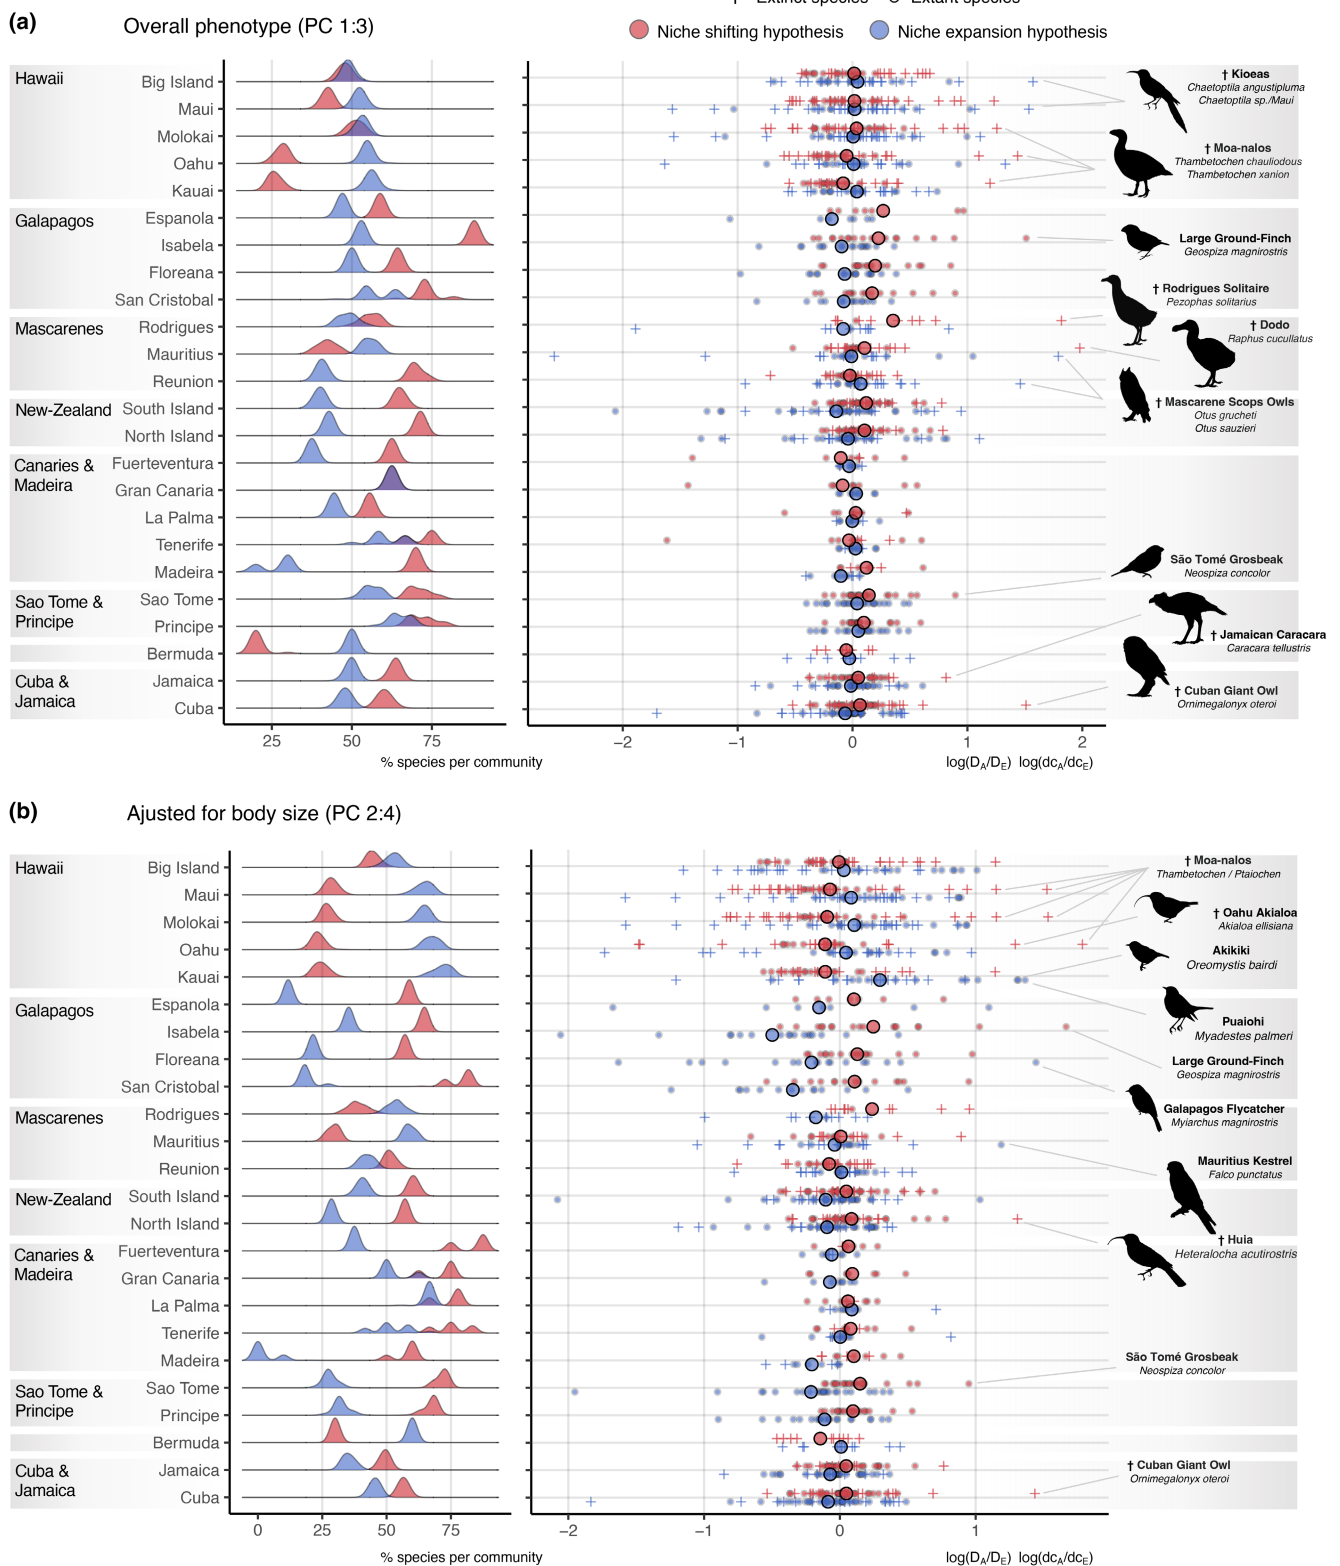 † Extinct species O Extant species
(a) Overall phenotype (PC 1:3)
Niche shifting hypothesis Niche expansion hypothesis
Hawaii
Big Island
Maui
Molokai
Oahu
Kauai
Galapagos
Espanola
Isabela
Floreana
San Cristobal
Mascarenes
Rodrigues
Mauritius
Reunion
New-Zealand
South Island
North Island
Canaries &
Madeira
Fuerteventura
Gran Canaria
La Palma
Tenerife
Madeira
Sao Tome &
Principe
Sao Tome
Principe
Bermuda
Cuba &
Jamaica
Jamaica
Cuba
25 50 75
% species per community
−2 −1 0 1 2
log(DA/DE) log(dcA/dcE)
† Kioeas
Chaetoptila angustipluma
Chaetoptila sp./Maui
† Moa-nalos
Thambetochen chauliodous
Thambetochen xanion
Large Ground-Finch
Geospiza magnirostris
† Rodrigues Solitaire
Pezophas solitarius
† Dodo
Raphus cucullatus
† Mascarene Scops Owls
Otus grucheti
Otus sauzieri
São Tomé Grosbeak
Neospiza concolor
† Jamaican Caracara
Caracara tellustris
† Cuban Giant Owl
Ornimegalonyx oteroi
(b) Ajusted for body size (PC 2:4)
Hawaii
Big Island
Maui
Molokai
Oahu
Kauai
Galapagos
Espanola
Isabela
Floreana
San Cristobal
Mascarenes
Rodrigues
Mauritius
Reunion
New-Zealand
South Island
North Island
Canaries &
Madeira
Fuerteventura
Gran Canaria
La Palma
Tenerife
Madeira
Sao Tome &
Principe
Sao Tome
Principe
Bermuda
Cuba &
Jamaica
Jamaica
Cuba
0 25 50 75
% species per community
−2 −1 0 1
log(DA/DE) log(dcA/dcE)
† Moa-nalos
Thambetochen / Ptaiochen
† Oahu Akialoa
Akialoa ellisiana
Akikiki
Oreomystis bairdi
Puaiohi
Myadestes palmeri
Large Ground-Finch
Geospiza magnirostris
Galapagos Flycatcher
Myiarchus magnirostris
Mauritius Kestrel
Falco punctatus
† Huia
Heteralocha acutirostris
São Tomé Grosbeak
Neospiza concolor
† Cuban Giant Owl
Ornimegalonyx oteroi